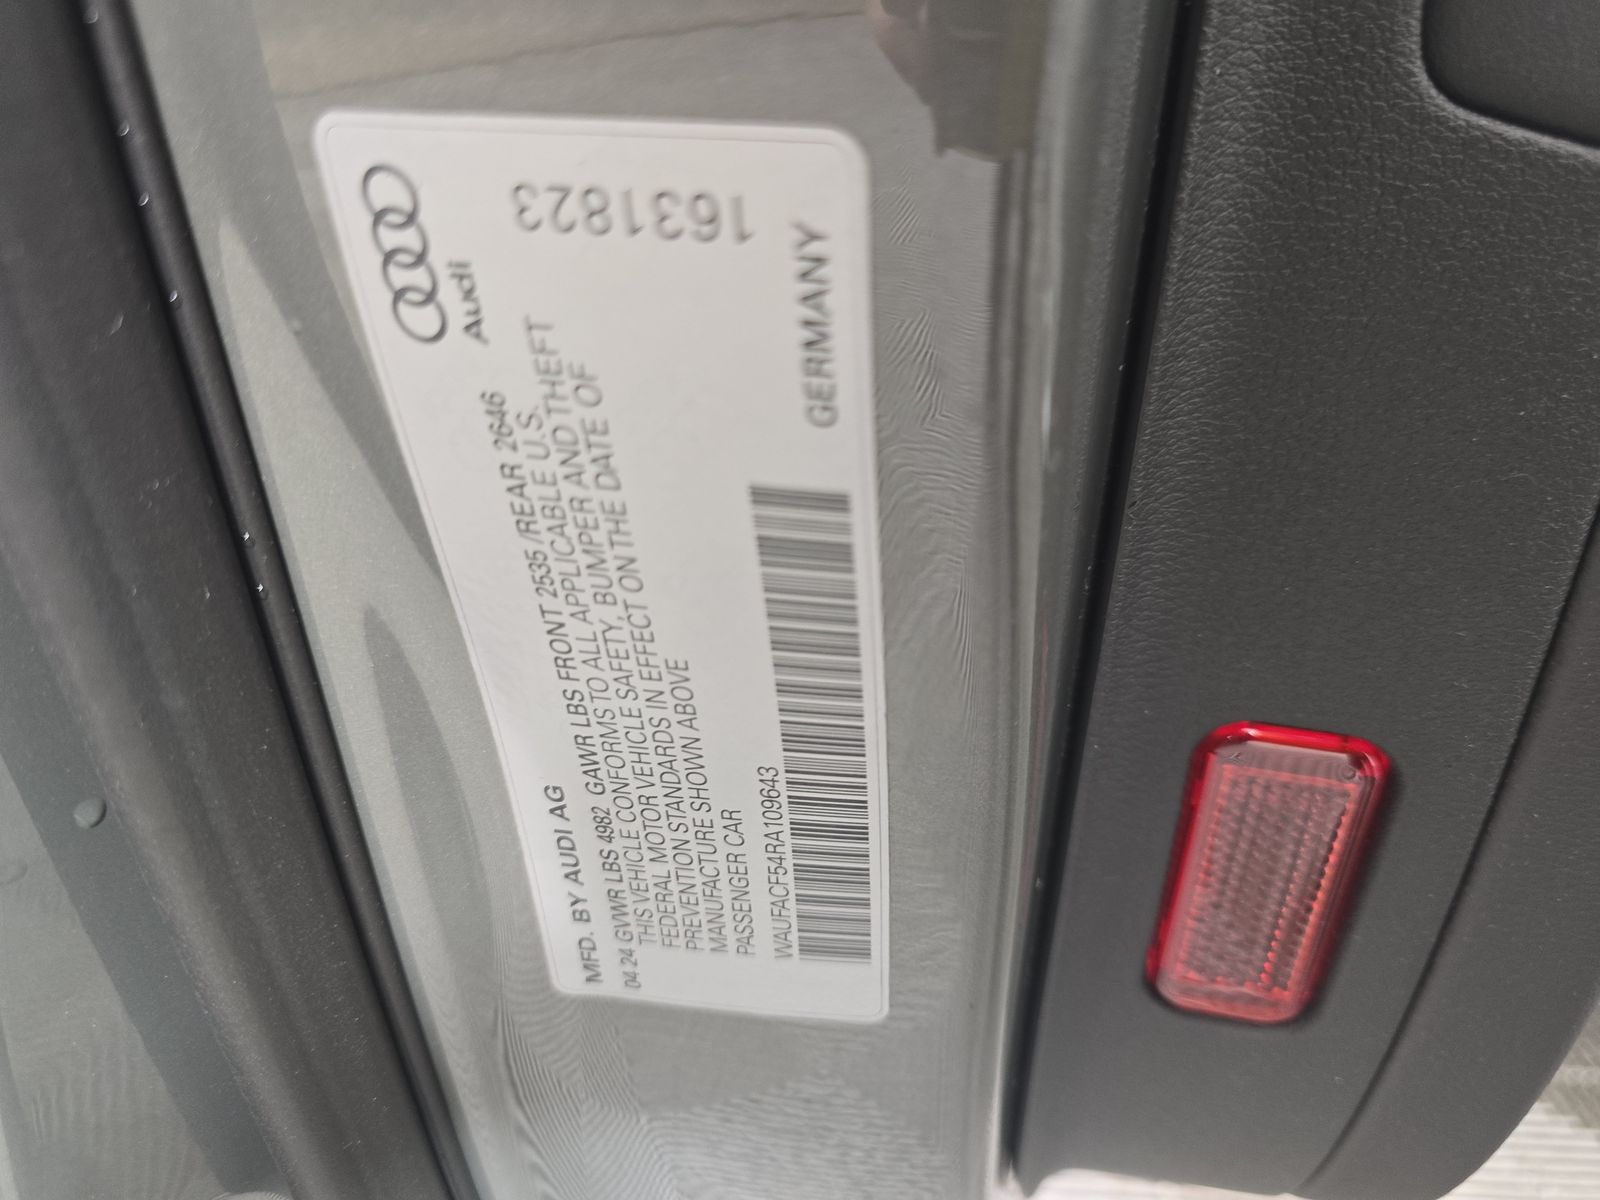 Audi
1631823
MFD. BY AUDI AG
04-24 GVWR LBS 4982 GAWR LBS FRONT 2535 /REAR 2646
THIS VEHICLE CONFORMS TO ALL APPLICABLE U.S.
FEDERAL MOTOR VEHICLE SAFETY, BUMPER AND THEFT
PREVENTION STANDARDS IN EFFECT ON THE DATE OF
MANUFACTURE SHOWN ABOVE
PASSENGER CAR
WAUFACF54RA109643
GERMANY